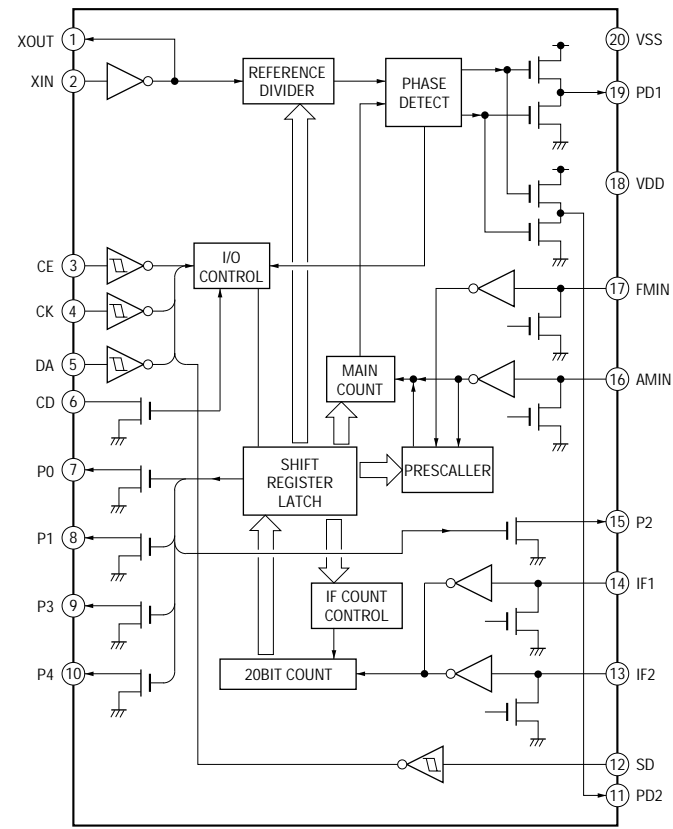 XOUT 1
XIN 2
REFERENCE
DIVIDER
PHASE
DETECT
20 VSS
19 PD1
18 VDD
CE 3
I/O
CONTROL
17 FMIN
CK 4
DA 5
MAIN
COUNT
16 AMIN
CD 6
P0 7
SHIFT
REGISTER
LATCH
PRESCALLER
P1 8
15 P2
14 IF1
P3 9
IF COUNT
CONTROL
P4 10
20BIT COUNT
13 IF2
12 SD
11 PD2